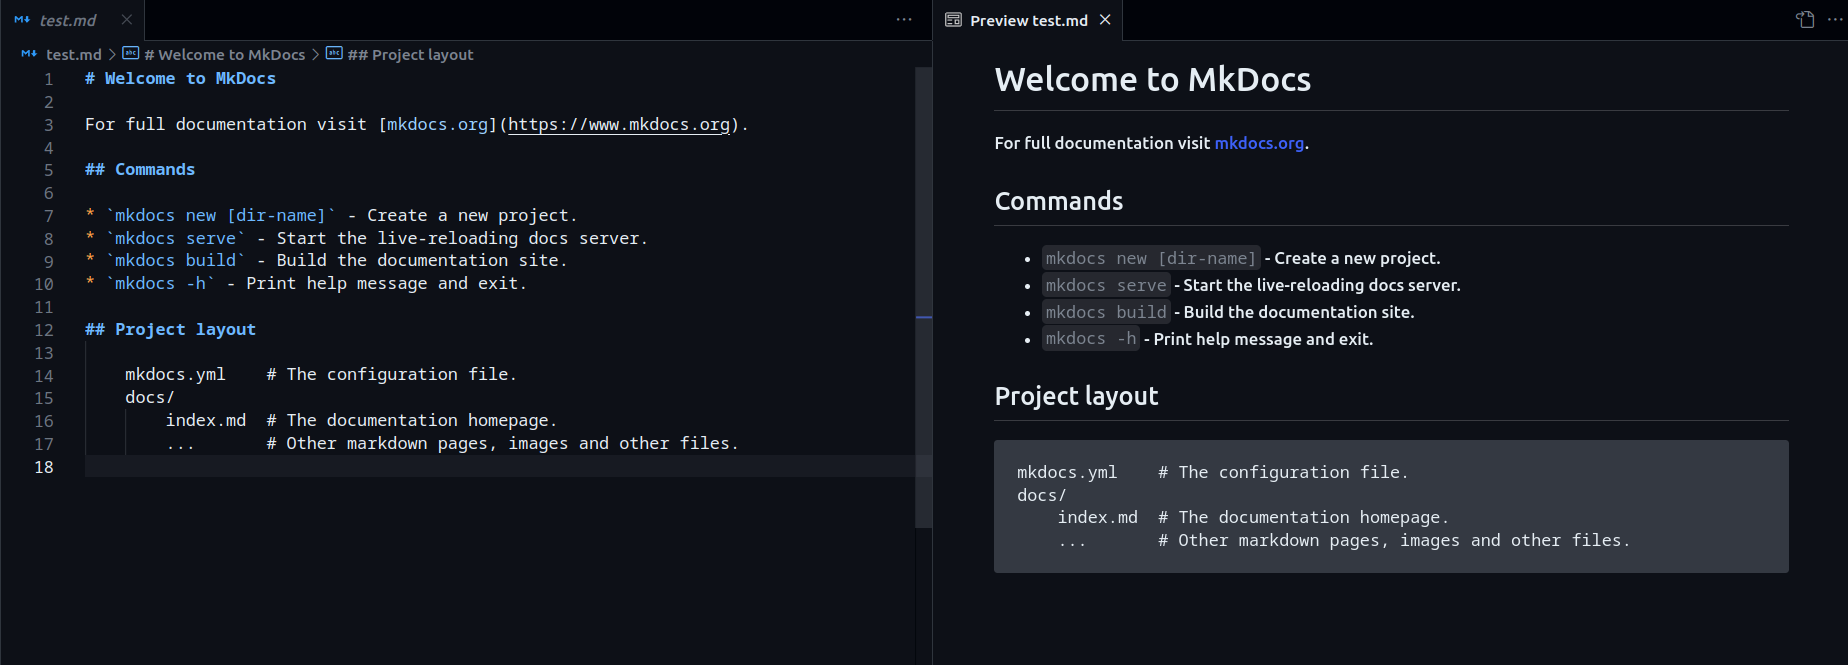 test.md
test.md > # Welcome to MkDocs > ## Project layout
1 # Welcome to MkDocs
2
3 For full documentation visit [mkdocs.org](https://www.mkdocs.org).
4
5 ## Commands
6
7 * `mkdocs new [dir-name]` - Create a new project.
8 * `mkdocs serve` - Start the live-reloading docs server.
9 * `mkdocs build` - Build the documentation site.
10 * `mkdocs -h` - Print help message and exit.
11
12 ## Project layout
13
14     mkdocs.yml    # The configuration file.
15     docs/
16         index.md  # The documentation homepage.
17         ...       # Other markdown pages, images and other files.
18
Preview test.md
Welcome to MkDocs
For full documentation visit mkdocs.org.
Commands
• mkdocs new [dir-name] - Create a new project.
• mkdocs serve - Start the live-reloading docs server.
• mkdocs build - Build the documentation site.
• mkdocs -h - Print help message and exit.
Project layout
mkdocs.yml    # The configuration file.
docs/
    index.md  # The documentation homepage.
    ...       # Other markdown pages, images and other files.